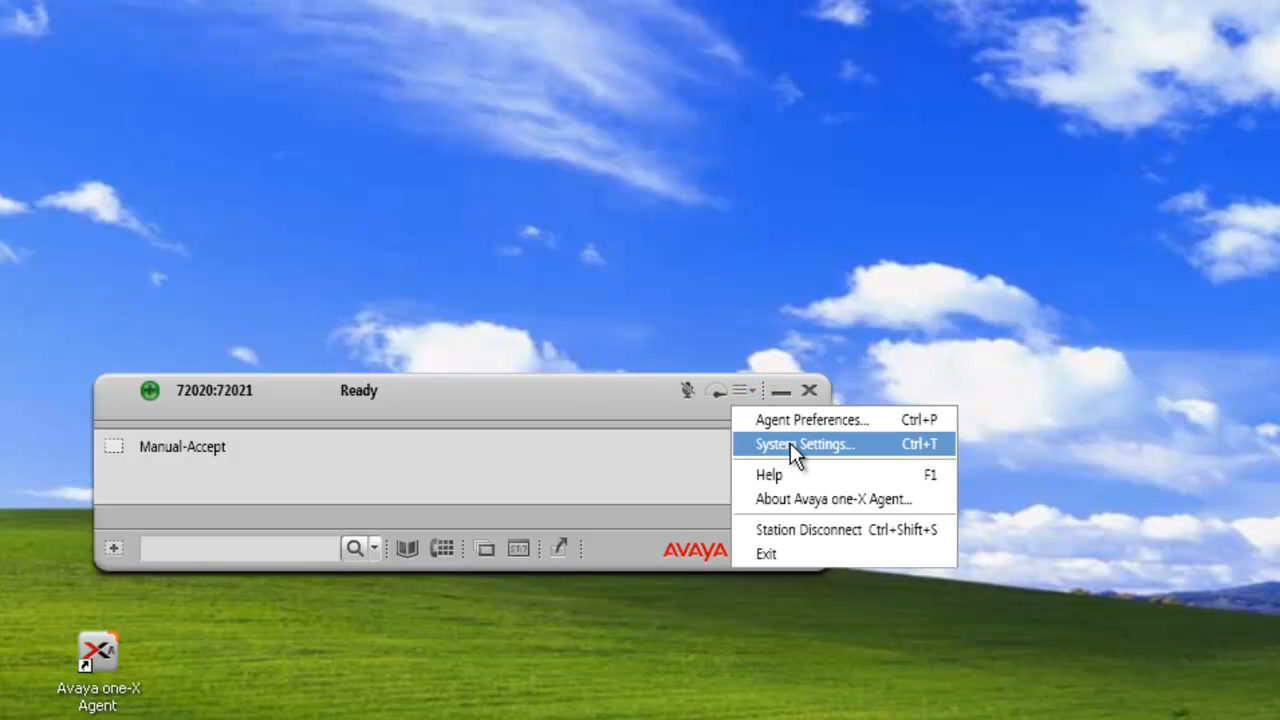 72020:72021 Ready
Manual-Accept
Agent Preferences... Ctrl+P
System Settings... Ctrl+T
Help F1
About Avaya one-X Agent...
Station Disconnect Ctrl+Shift+S
Exit
AVAYA
Avaya one-X
Agent